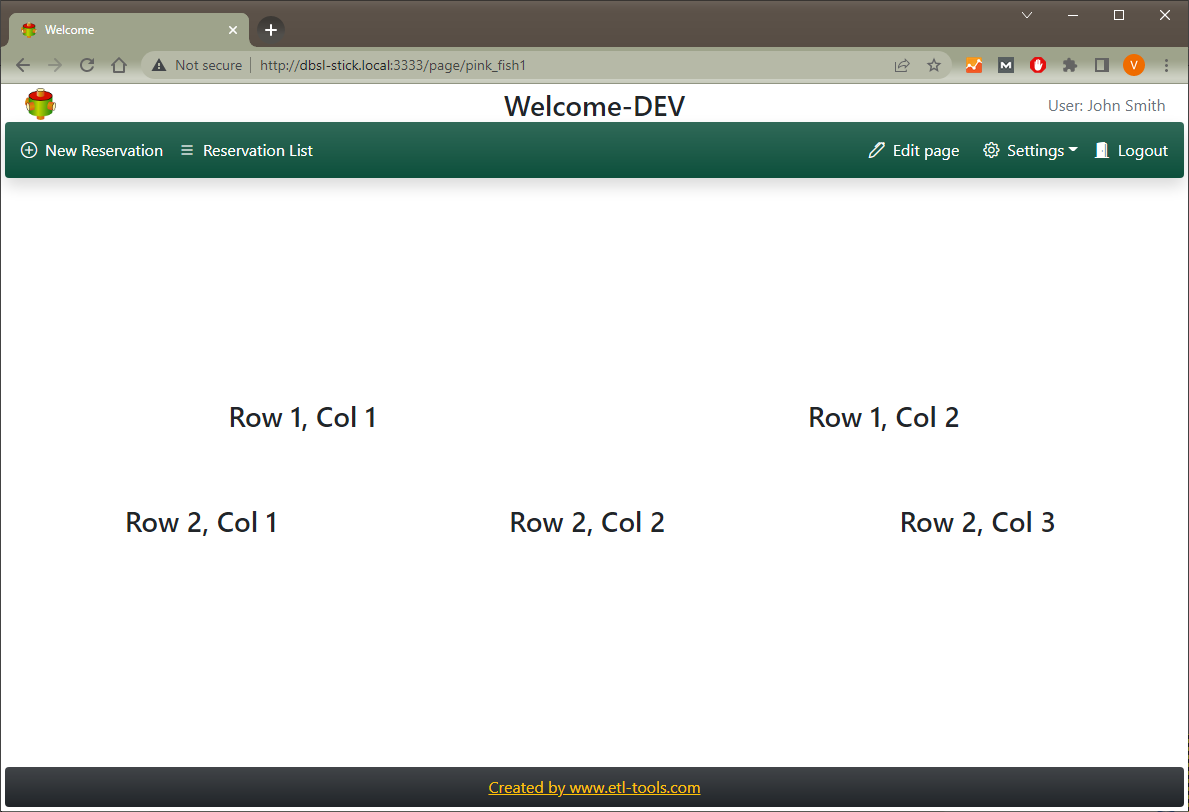 Welcome
Not secure http://dbsl-stick.local:3333/page/pink_fish1
M V
Welcome-DEV
User: John Smith
New Reservation Reservation List Edit page Settings Logout
Row 1, Col 1 Row 1, Col 2
Row 2, Col 1 Row 2, Col 2 Row 2, Col 3
Created by www.etl-tools.com